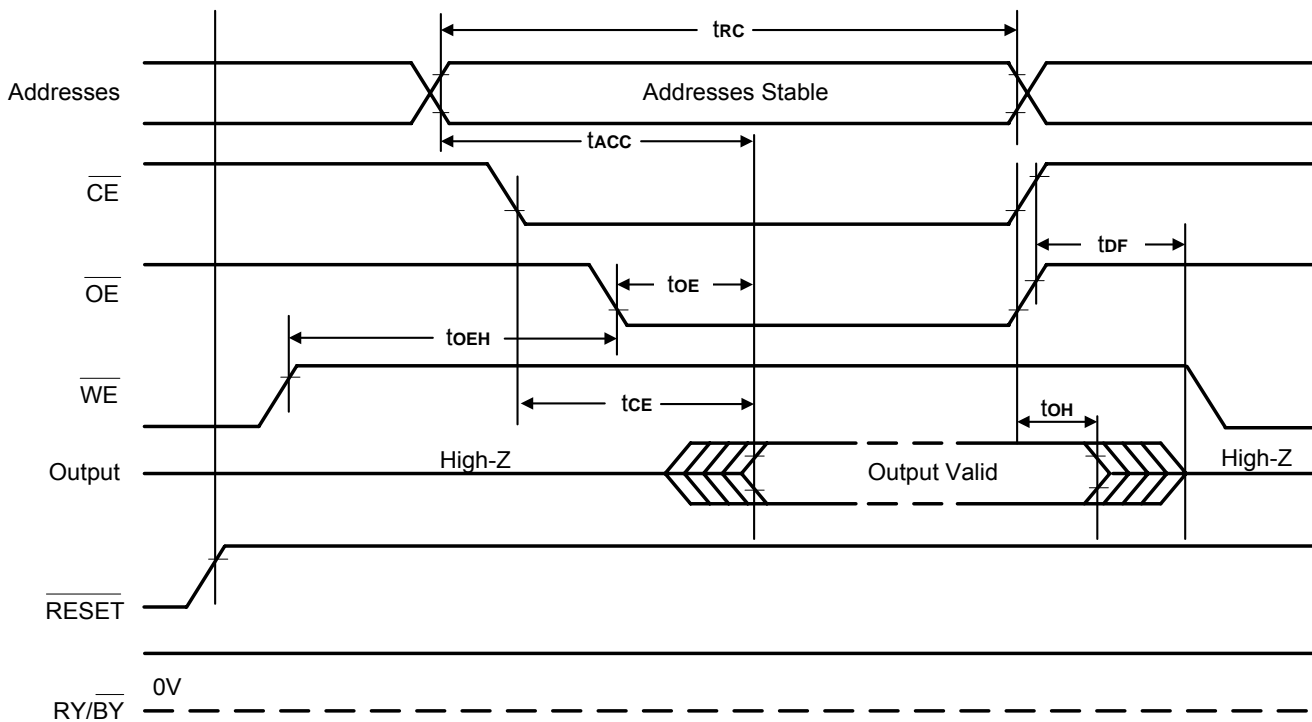 tRC
Addresses
Addresses Stable
tACC
CE
tDF
OE
tOE
tOEH
WE
tCE
tOH
Output
High-Z
Output Valid
High-Z
RESET
0V
RY/BY